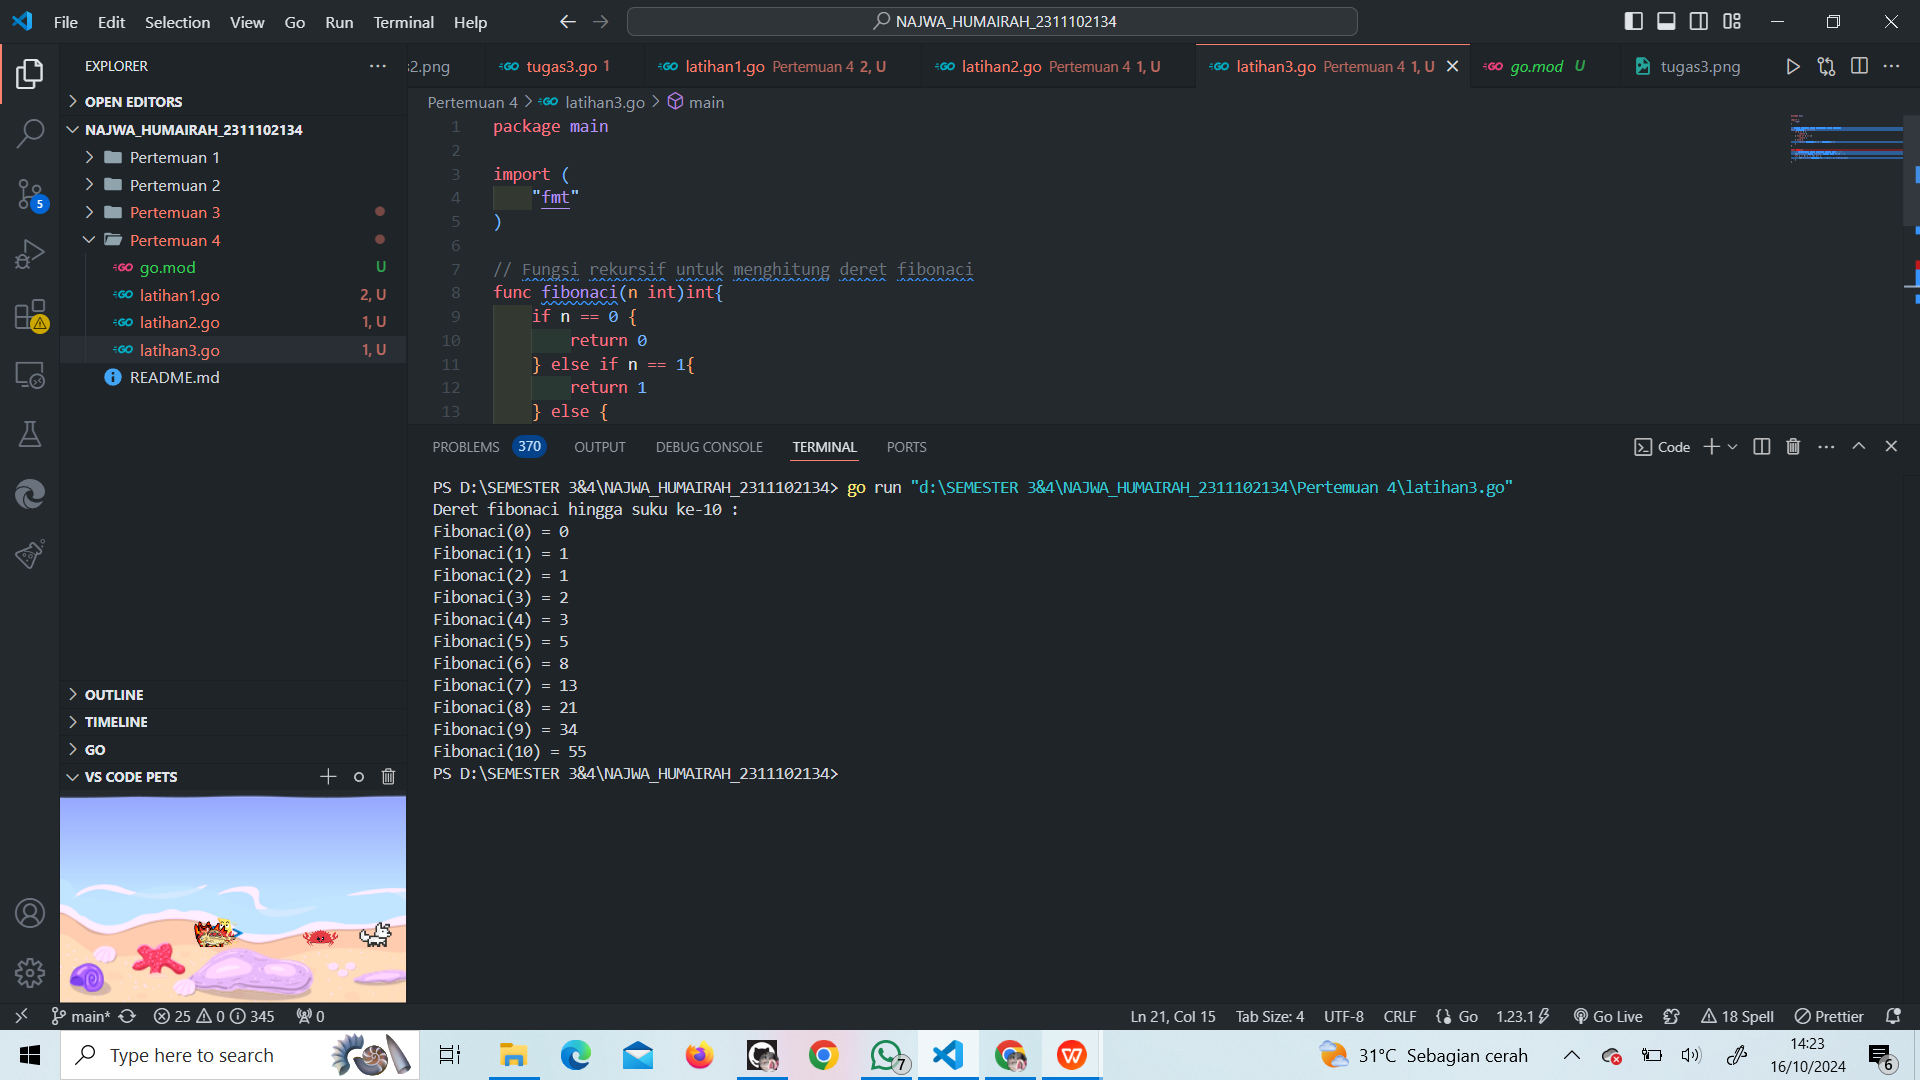 File Edit Selection View Go Run Terminal Help
NAJWA_HUMAIRAH_2311102134
EXPLORER
OPEN EDITORS
NAJWA_HUMAIRAH_2311102134
Pertemuan 1
Pertemuan 2
Pertemuan 3
Pertemuan 4
go.mod U
latihan1.go 2, U
latihan2.go 1, U
latihan3.go 1, U
README.md
OUTLINE
TIMELINE
GO
VS CODE PETS
5
s2.png tugas3.go 1 latihan1.go Pertemuan 4 2, U latihan2.go Pertemuan 4 1, U latihan3.go Pertemuan 4 1, U go.mod U tugas3.png
Pertemuan 4 > latihan3.go > main
1 package main
2
3 import (
4 "fmt"
5 )
6
7 // Fungsi rekursif untuk menghitung deret fibonaci
8 func fibonaci(n int)int{
9 if n == 0 {
10 return 0
11 } else if n == 1{
12 return 1
13 } else {
PROBLEMS 370 OUTPUT DEBUG CONSOLE TERMINAL PORTS Code
PS D:\SEMESTER 3&4\NAJWA_HUMAIRAH_2311102134> go run "d:\SEMESTER 3&4\NAJWA_HUMAIRAH_2311102134\Pertemuan 4\latihan3.go"
Deret fibonaci hingga suku ke-10 :
Fibonaci(0) = 0
Fibonaci(1) = 1
Fibonaci(2) = 1
Fibonaci(3) = 2
Fibonaci(4) = 3
Fibonaci(5) = 5
Fibonaci(6) = 8
Fibonaci(7) = 13
Fibonaci(8) = 21
Fibonaci(9) = 34
Fibonaci(10) = 55
PS D:\SEMESTER 3&4\NAJWA_HUMAIRAH_2311102134>
main* 25 0 345 0 Ln 21, Col 15 Tab Size: 4 UTF-8 CRLF Go 1.23.1 Go Live 18 Spell Prettier
Type here to search 7 31°C Sebagian cerah 14:23
16/10/2024 6